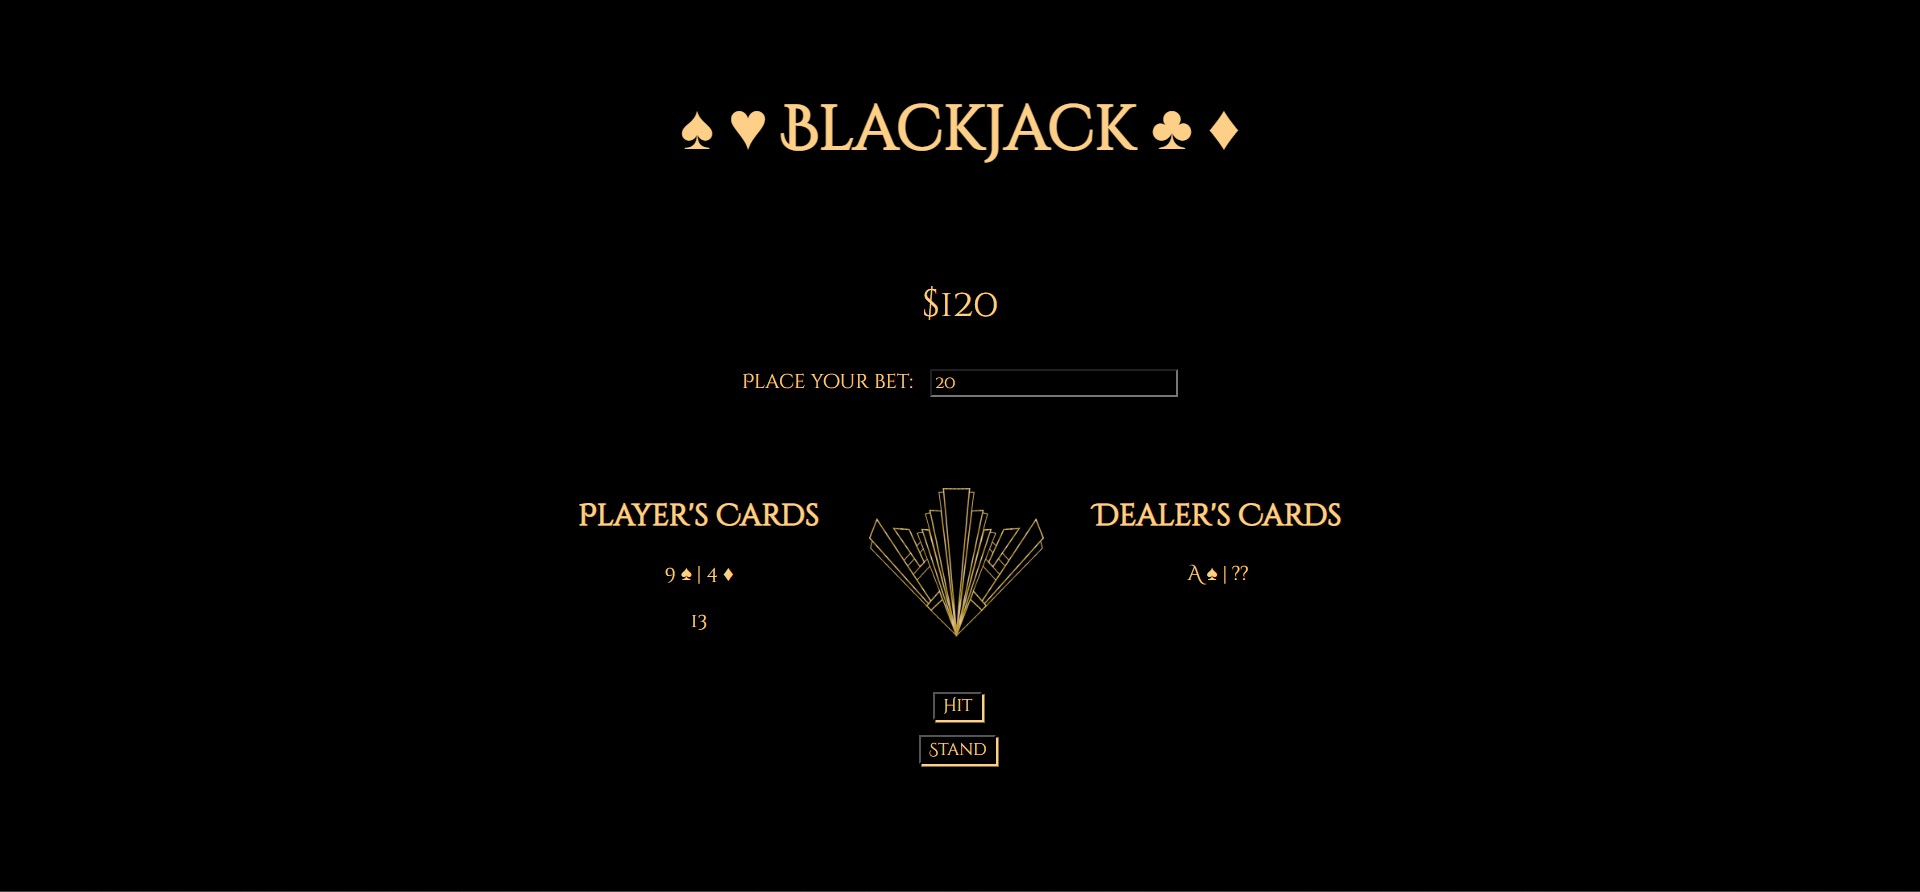 ♠ ♥ Blackjack ♣ ♦
$120
Place your bet: 20
Player's Cards
9 ♠ | 4 ♦
13
Dealer's Cards
A ♠ | ??
Hit
Stand